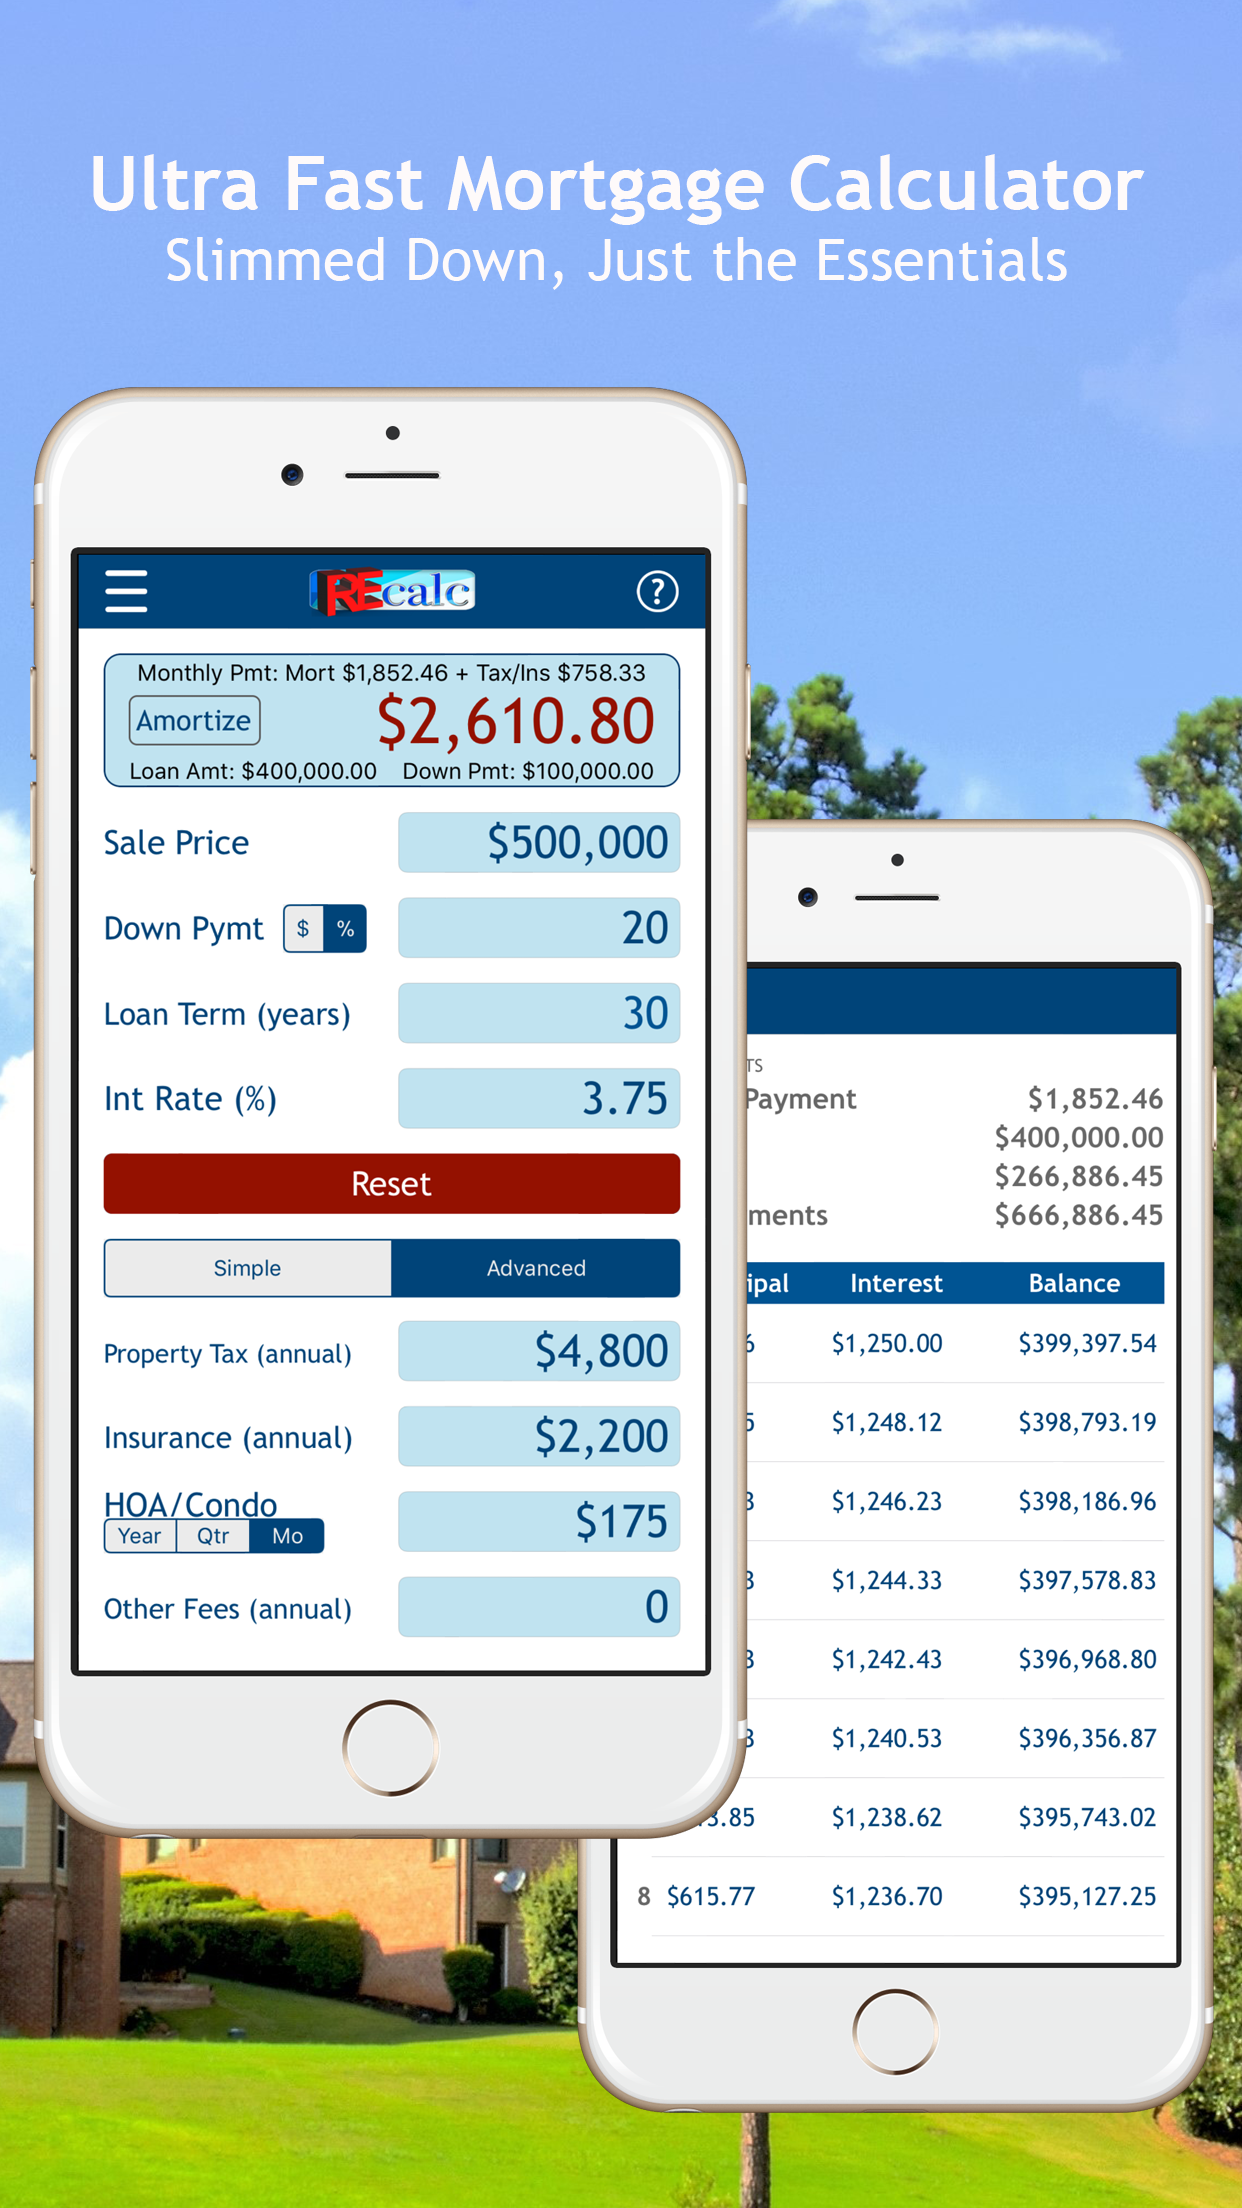 Ultra Fast Mortgage Calculator
Slimmed Down, Just the Essentials
REcalc
?
Monthly Pmt: Mort $1,852.46 + Tax/Ins $758.33
Amortize $2,610.80
Loan Amt: $400,000.00 Down Pmt: $100,000.00
Sale Price $500,000
Down Pymt $ % 20
Loan Term (years) 30
Int Rate (%) 3.75
Reset
Simple Advanced
Property Tax (annual) $4,800
Insurance (annual) $2,200
HOA/Condo $175
Year Qtr Mo
Other Fees (annual) 0
TS
Payment $1,852.46
$400,000.00
$266,886.45
ments $666,886.45
ipal Interest Balance
$1,250.00 $399,397.54
$1,248.12 $398,793.19
$1,246.23 $398,186.96
$1,244.33 $397,578.83
$1,242.43 $396,968.80
$1,240.53 $396,356.87
3.85 $1,238.62 $395,743.02
8 $615.77 $1,236.70 $395,127.25